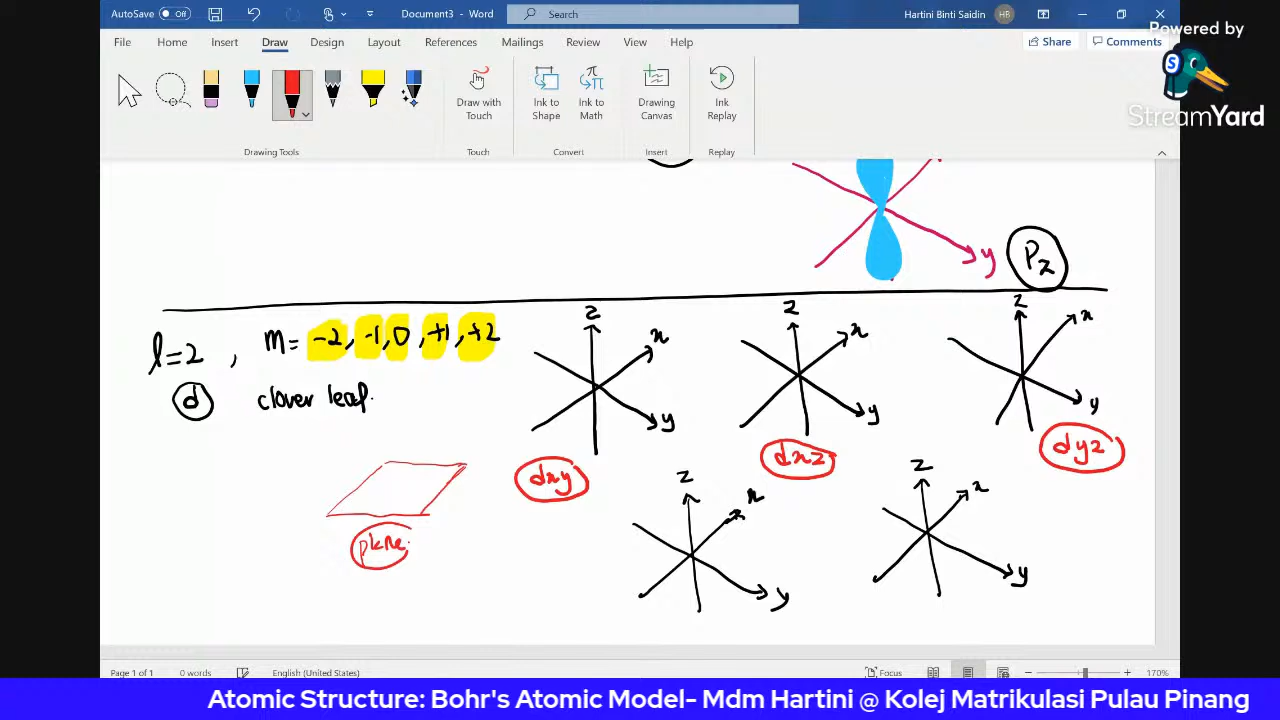 AutoSave Off
Document3 - Word
Search
Hartini Binti Saidin HB
File Home Insert Draw Design Layout References Mailings Review View Help
Share Comments
Powered by
StreamYard
Draw with Touch
Ink to Shape
Ink to Math
Drawing Canvas
Ink Replay
Drawing Tools Touch Convert Insert Replay
y
Pz
l=2 , m= -2, -1, 0, +1, +2
d clover leaf.
z x y
z x y
z x y
dxy
dxz
dyz
plane.
z x y
z x y
Page 1 of 1 0 words English (United States) Focus 170%
Atomic Structure: Bohr's Atomic Model- Mdm Hartini @ Kolej Matrikulasi Pulau Pinang